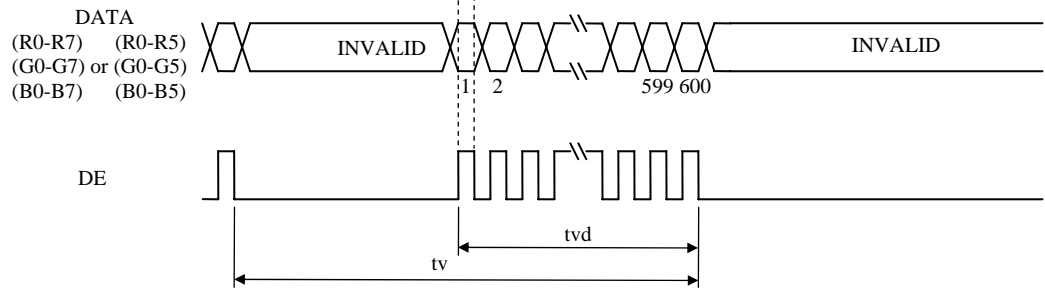 DATA
(R0-R7) (R0-R5)
(G0-G7) or (G0-G5)
(B0-B7) (B0-B5)
INVALID
INVALID
1 2 599 600
DE
tvd
tv